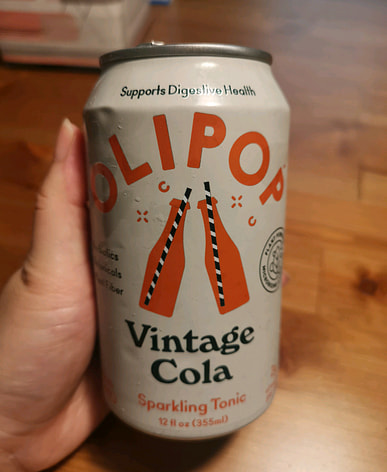 Supports Digestive Health
OLIPOP
Vintage
Cola
Sparkling Tonic
12 fl oz (355ml)